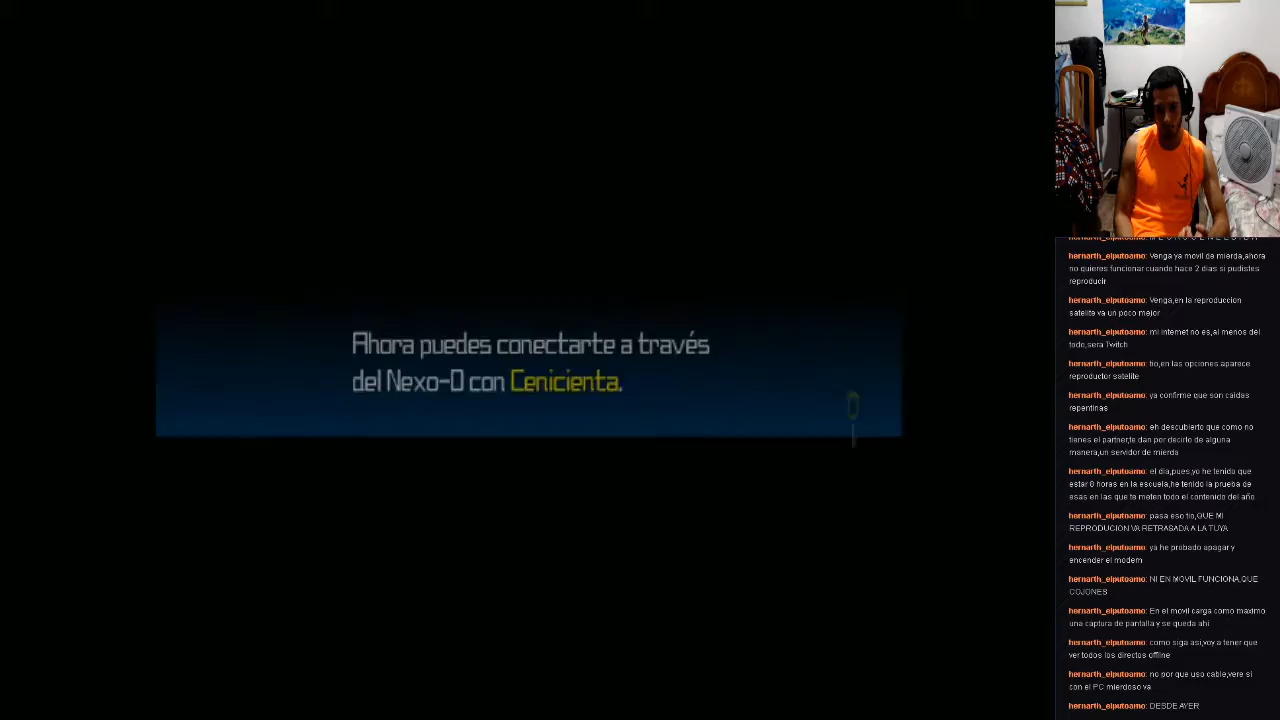 Ahora puedes conectarte a través
del Nexo-D con Cenicienta.
hernarth_elputoamo: Venga ya movil de mierda,ahora
no quieres funcionar cuando hace 2 dias si pudistes
reproducir
hernarth_elputoamo: Venga,en la reproduccion
satelite va un poco mejor
hernarth_elputoamo: mi internet no es,al menos del
todo,sera Twitch
hernarth_elputoamo: tio,en las opciones aparece
reproductor satelite
hernarth_elputoamo: ya confirme que son caidas
repentinas
hernarth_elputoamo: eh descubierto que como no
tienes el partner,te dan por decirlo de alguna
manera,un servidor de mierda
hernarth_elputoamo: el dia,pues,yo he tenido que
estar 8 horas en la escuela,he tenido la prueba de
esas en las que te meten todo el contenido del año
hernarth_elputoamo: pasa eso tio,QUE MI
REPRODUCION VA RETRASADA A LA TUYA
hernarth_elputoamo: ya he probado apagar y
encender el modem
hernarth_elputoamo: NI EN MOVIL FUNCIONA,QUE
COJONES
hernarth_elputoamo: En el movil carga como maximo
una captura de pantalla y se queda ahi
hernarth_elputoamo: como siga asi,voy a tener que
ver todos los directos offline
hernarth_elputoamo: no por que uso cable,vere si
con el PC mierdoso va
hernarth_elputoamo: DESDE AYER